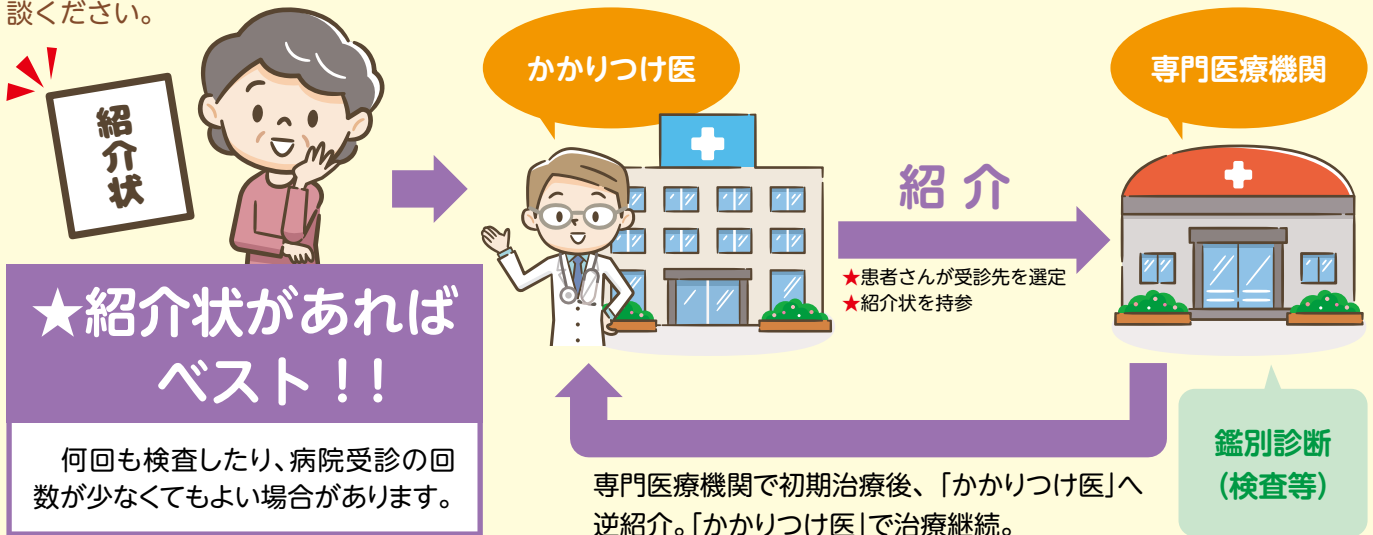 談ください。
紹介状
かかりつけ医
専門医療機関
紹 介
★患者さんが受診先を選定
★紹介状を持参
★紹介状があれば
ベスト！！
何回も検査したり、病院受診の回
数が少なくてもよい場合があります。
鑑別診断
（検査等）
専門医療機関で初期治療後、「かかりつけ医」へ
逆紹介。「かかりつけ医」で治療継続。